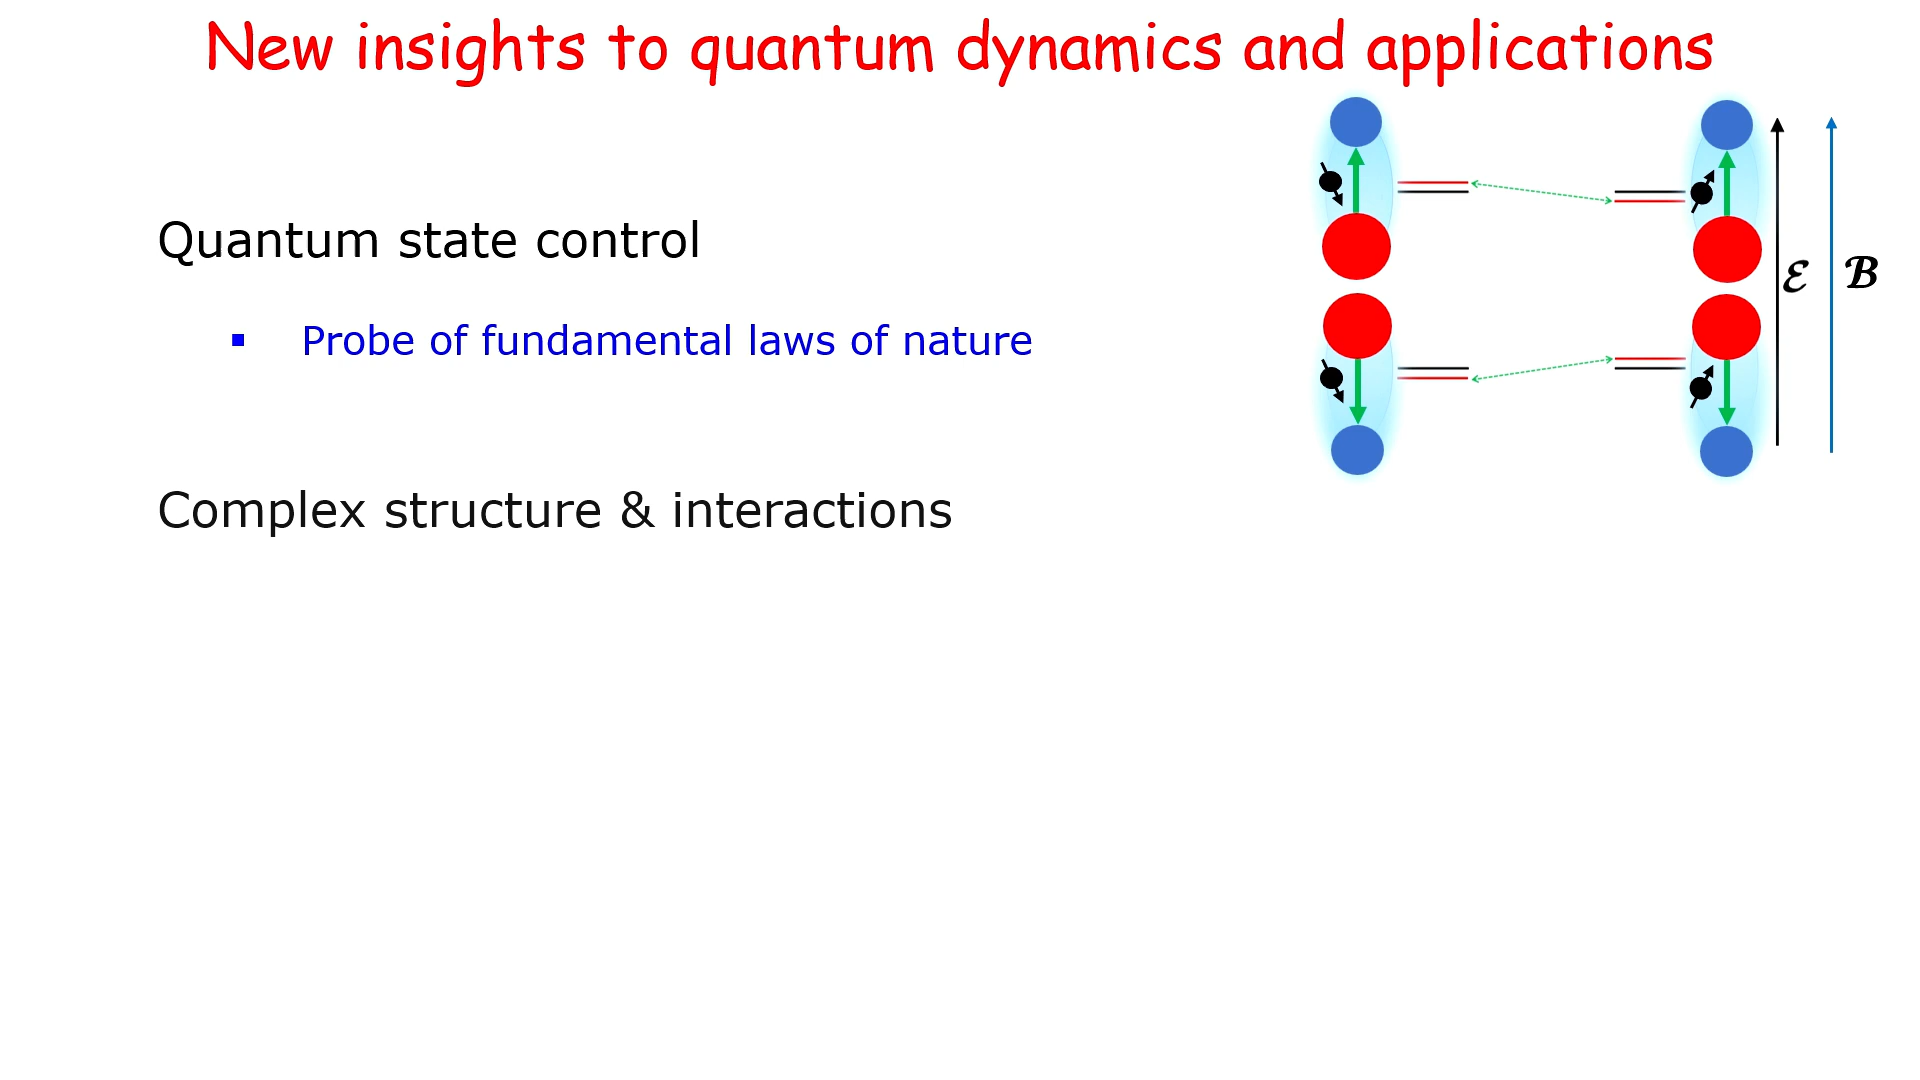 New insights to quantum dynamics and applications
Quantum state control
▪ Probe of fundamental laws of nature
Complex structure & interactions
ℰ
ℬ